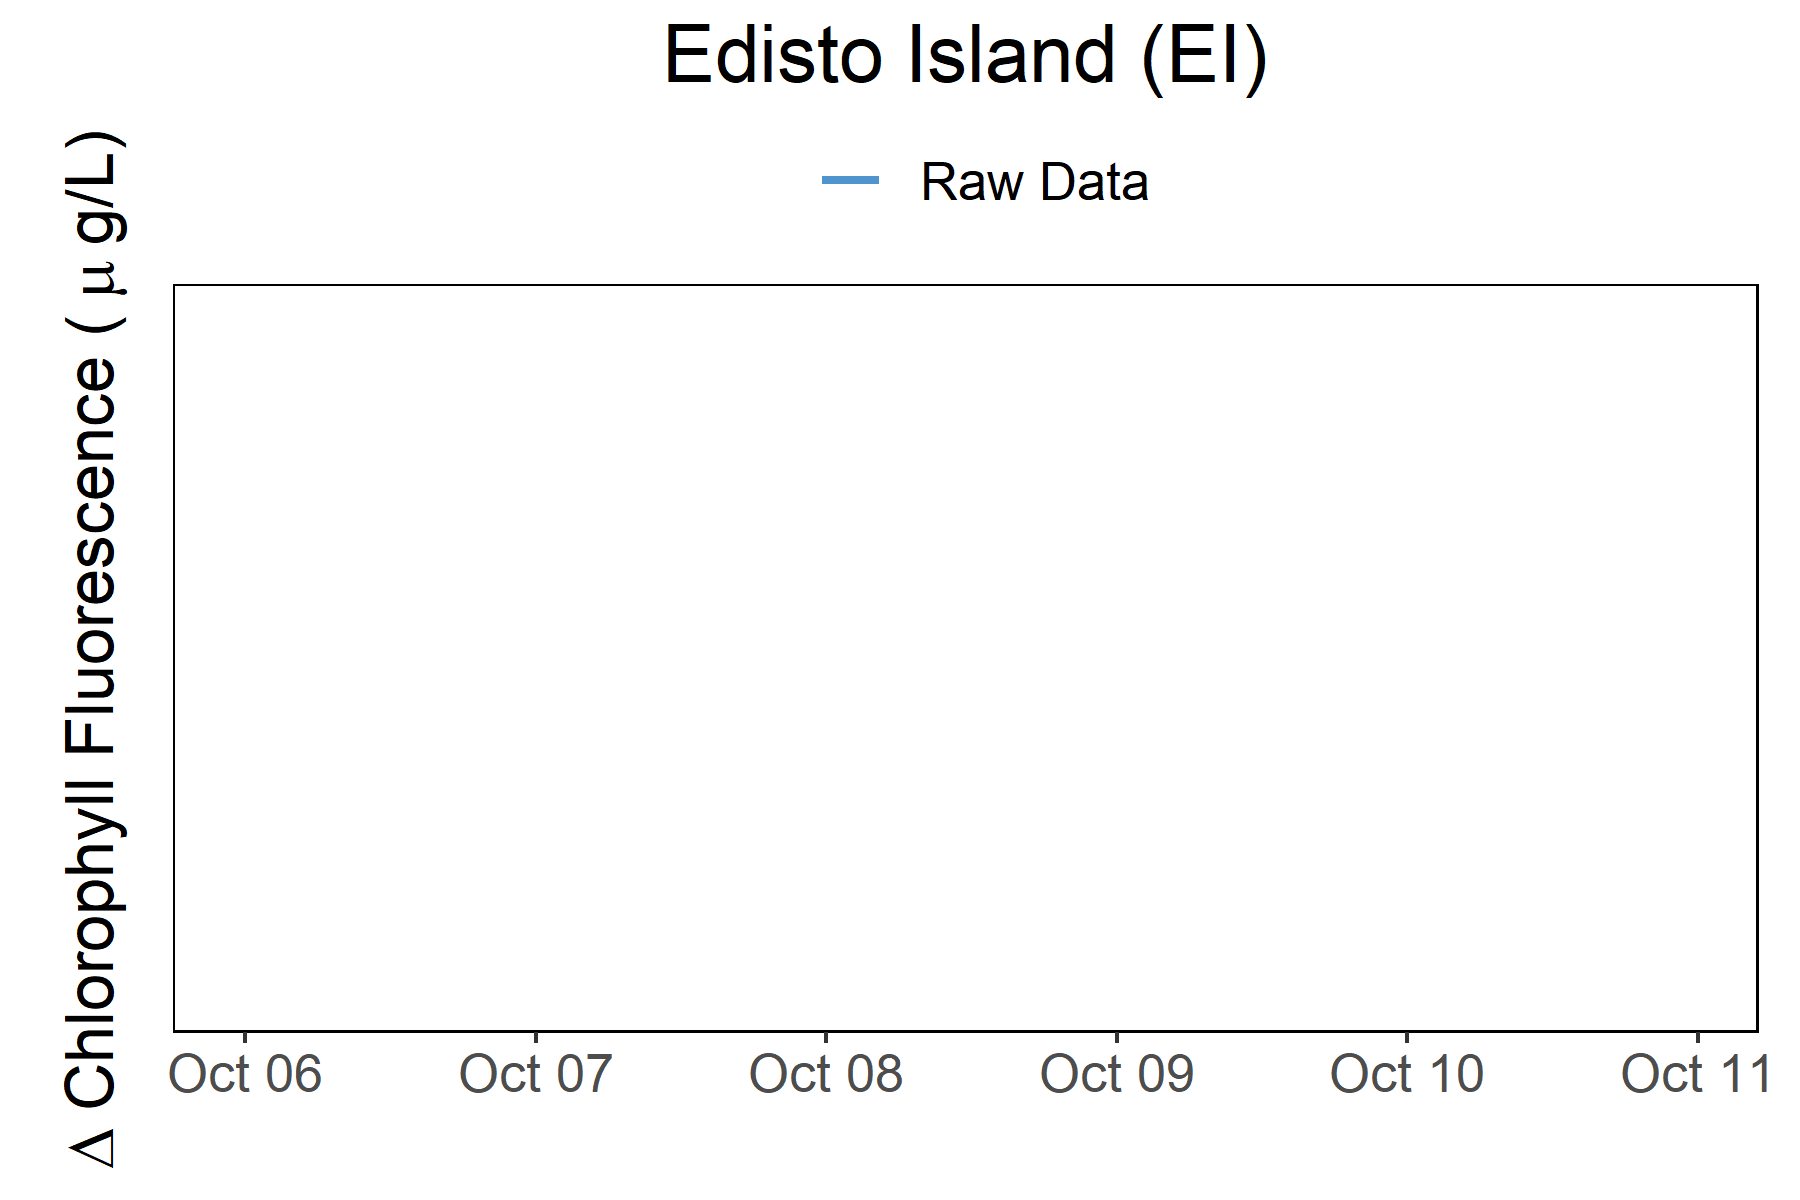 Edisto Island (EI)
Raw Data
Δ Chlorophyll Fluorescence ( μ g/L)
Oct 06 Oct 07 Oct 08 Oct 09 Oct 10 Oct 11